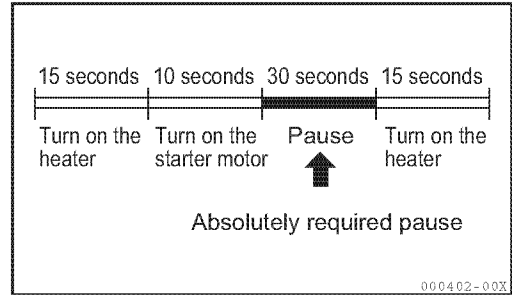 15 seconds 10 seconds 30 seconds 15 seconds
Turn on the Turn on the Pause Turn on the
heater starter motor heater
Absolutely required pause
000402-00X